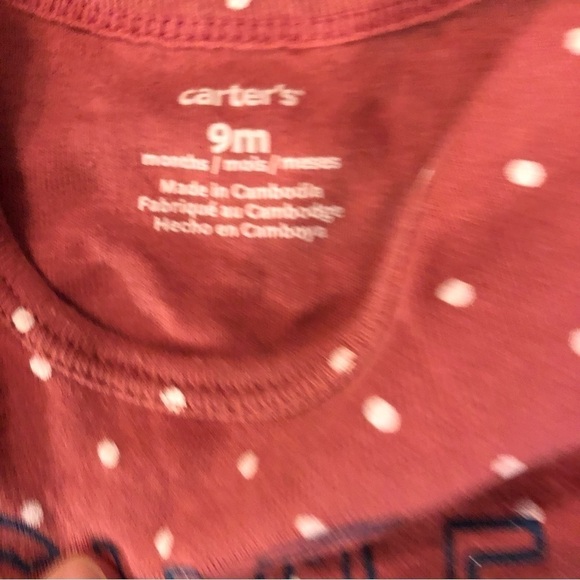 carter's
9m
months / mois / meses
Made in Cambodia
Fabriqué au Cambodge
Hecho en Camboya